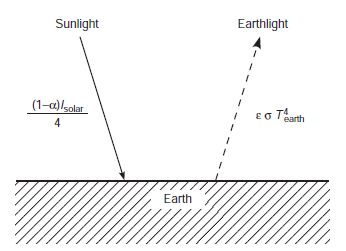 Sunlight Earthlight
(1–α)I_solar
4
ε σ T⁴_earth
Earth